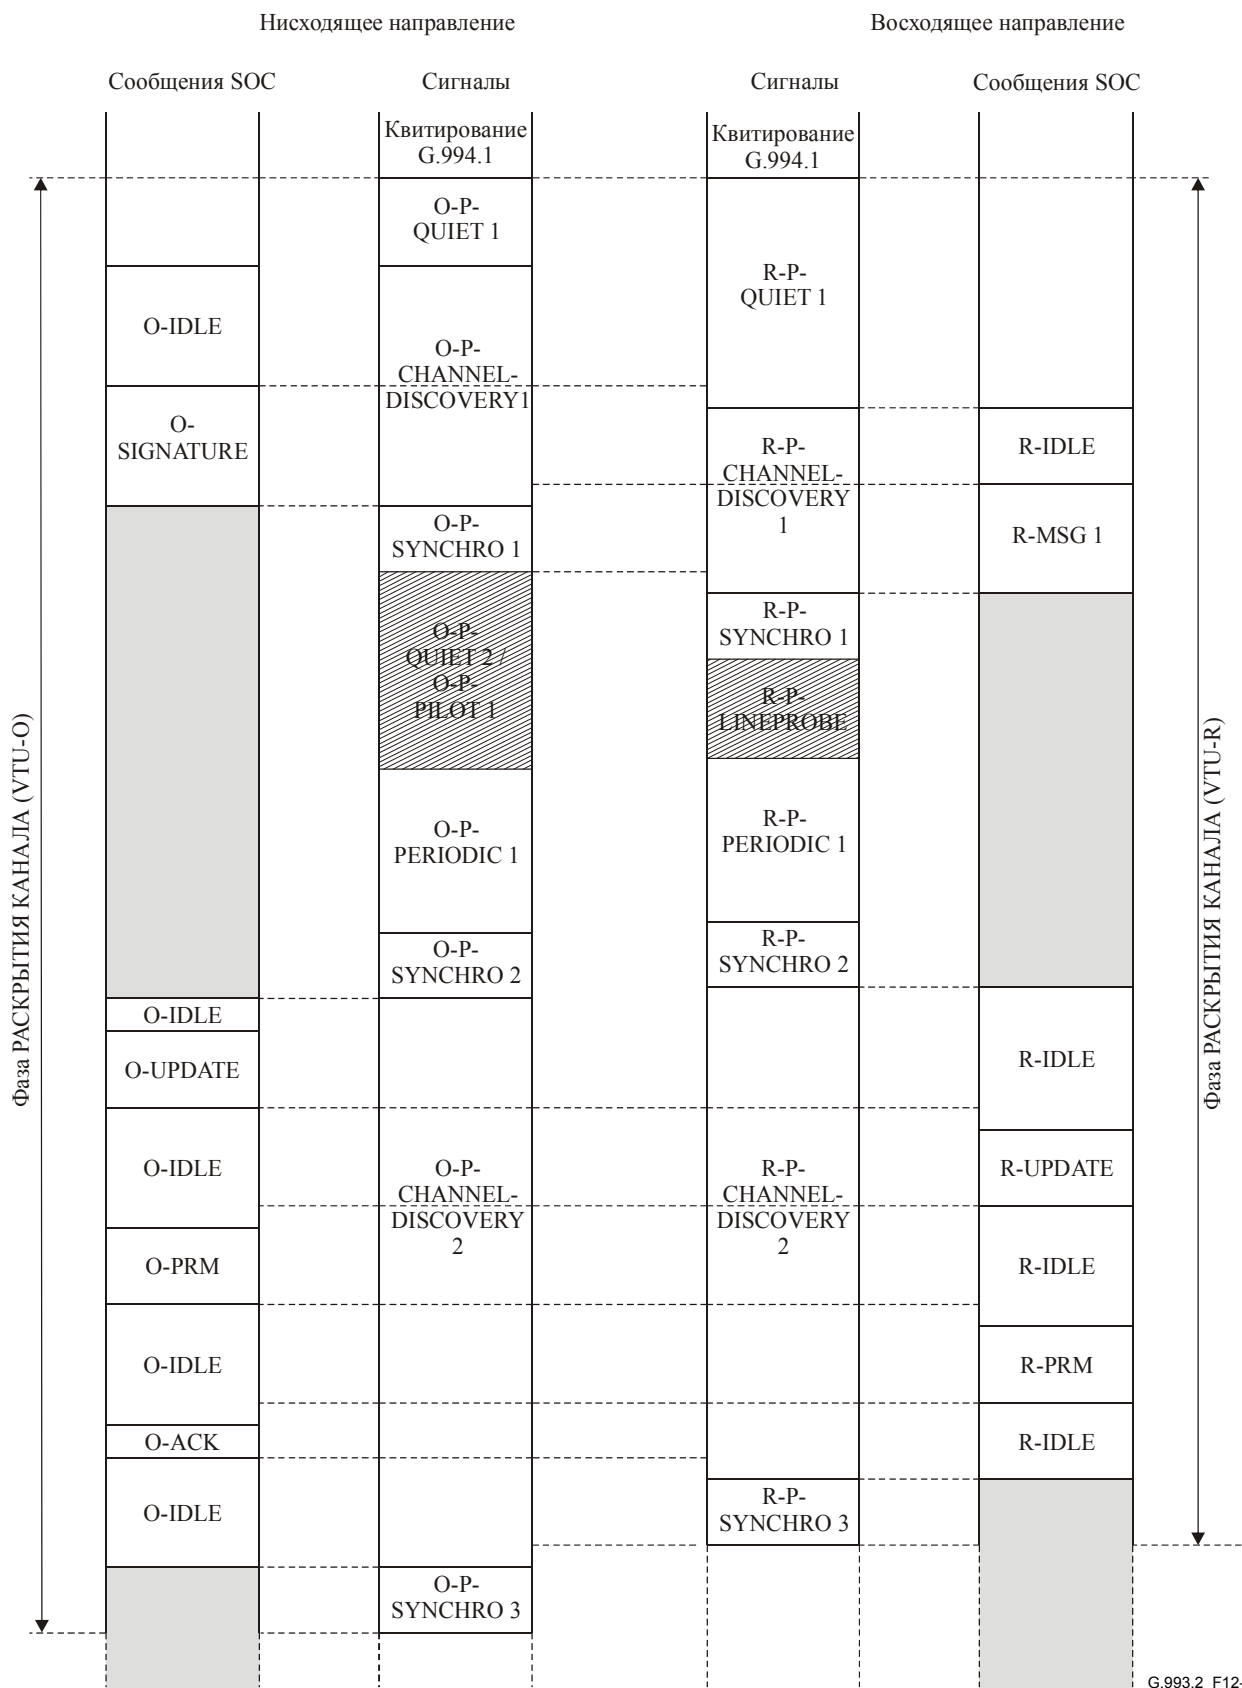 Нисходящее направление
Восходящее направление
Сообщения SOC
Сигналы
Сигналы
Сообщения SOC
Квитирование
G.994.1
Квитирование
G.994.1
O-P-
QUIET 1
R-P-
QUIET 1
O-IDLE
O-P-
CHANNEL-
DISCOVERY1
O-
SIGNATURE
R-P-
CHANNEL-
DISCOVERY
1
R-IDLE
O-P-
SYNCHRO 1
R-MSG 1
O-P-
QUIET 2 /
O-P-
PILOT 1
R-P-
SYNCHRO 1
R-P-
LINEPROBE
Фаза РАСКРЫТИЯ КАНАЛА (VTU-O)
Фаза РАСКРЫТИЯ КАНАЛА (VTU-R)
O-P-
PERIODIC 1
R-P-
PERIODIC 1
O-P-
SYNCHRO 2
R-P-
SYNCHRO 2
O-IDLE
O-UPDATE
R-IDLE
O-IDLE
O-P-
CHANNEL-
DISCOVERY
2
R-P-
CHANNEL-
DISCOVERY
2
R-UPDATE
O-PRM
R-IDLE
O-IDLE
R-PRM
O-ACK
R-IDLE
O-IDLE
R-P-
SYNCHRO 3
O-P-
SYNCHRO 3
G.993.2_F12-